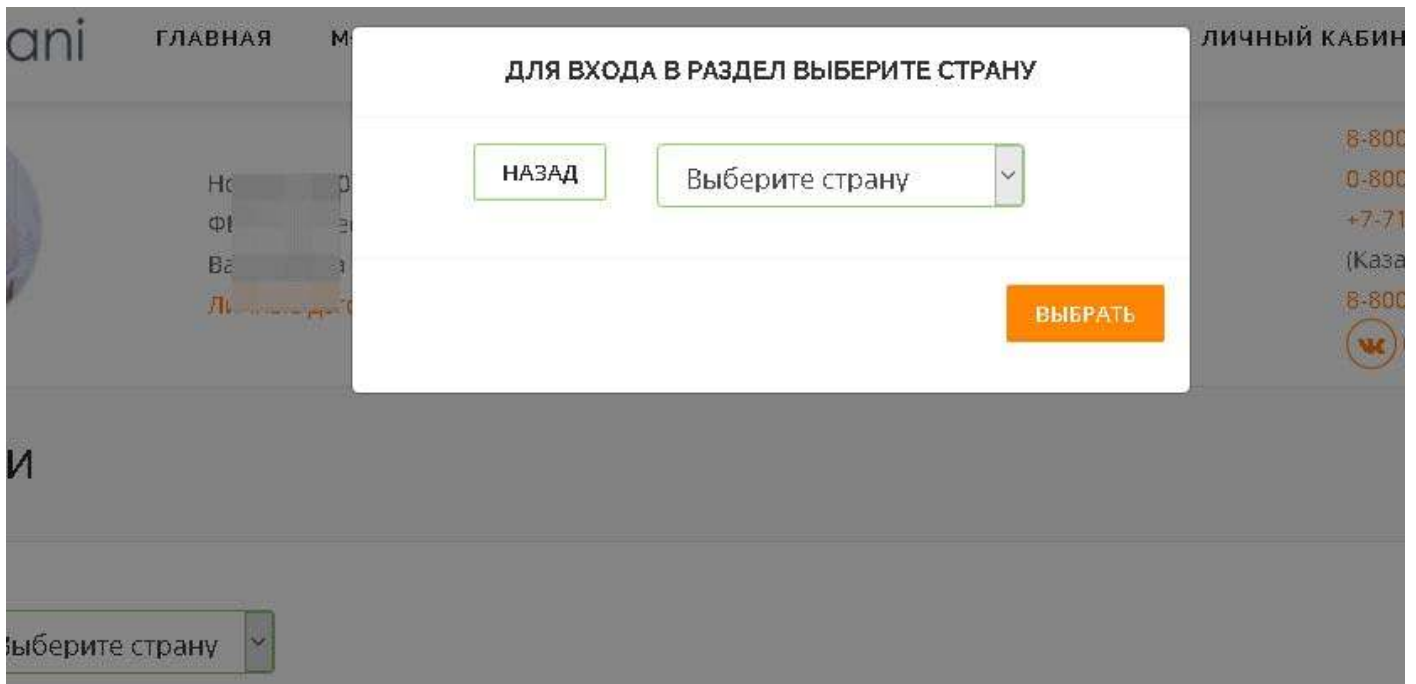 ani ГЛАВНАЯ ЛИЧНЫЙ КАБИН
ДЛЯ ВХОДА В РАЗДЕЛ ВЫБЕРИТЕ СТРАНУ
НАЗАД
Выберите страну
ВЫБРАТЬ
8-800
0-800
+7-71
(Каза
8-800
И
Выберите страну